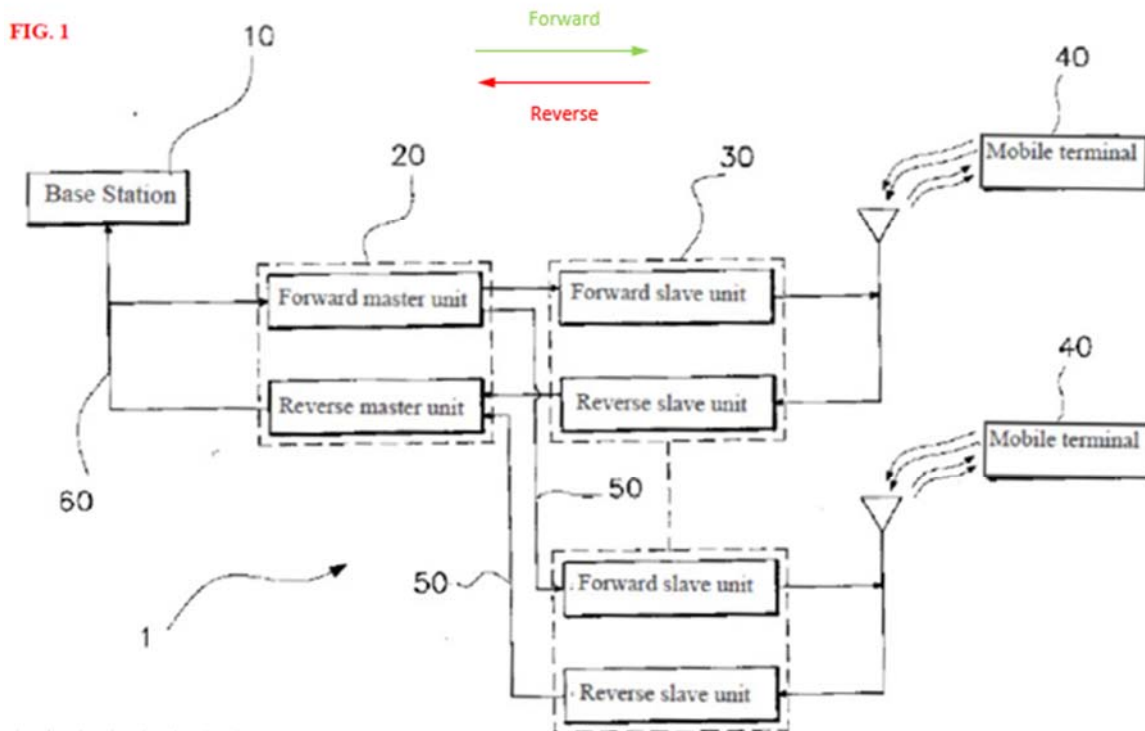 FIG. 1
Forward
Reverse
10
20
30
40
Base Station
Mobile terminal
Forward master unit
Forward slave unit
Reverse master unit
Reverse slave unit
40
Mobile terminal
60
50
50
1
Forward slave unit
Reverse slave unit